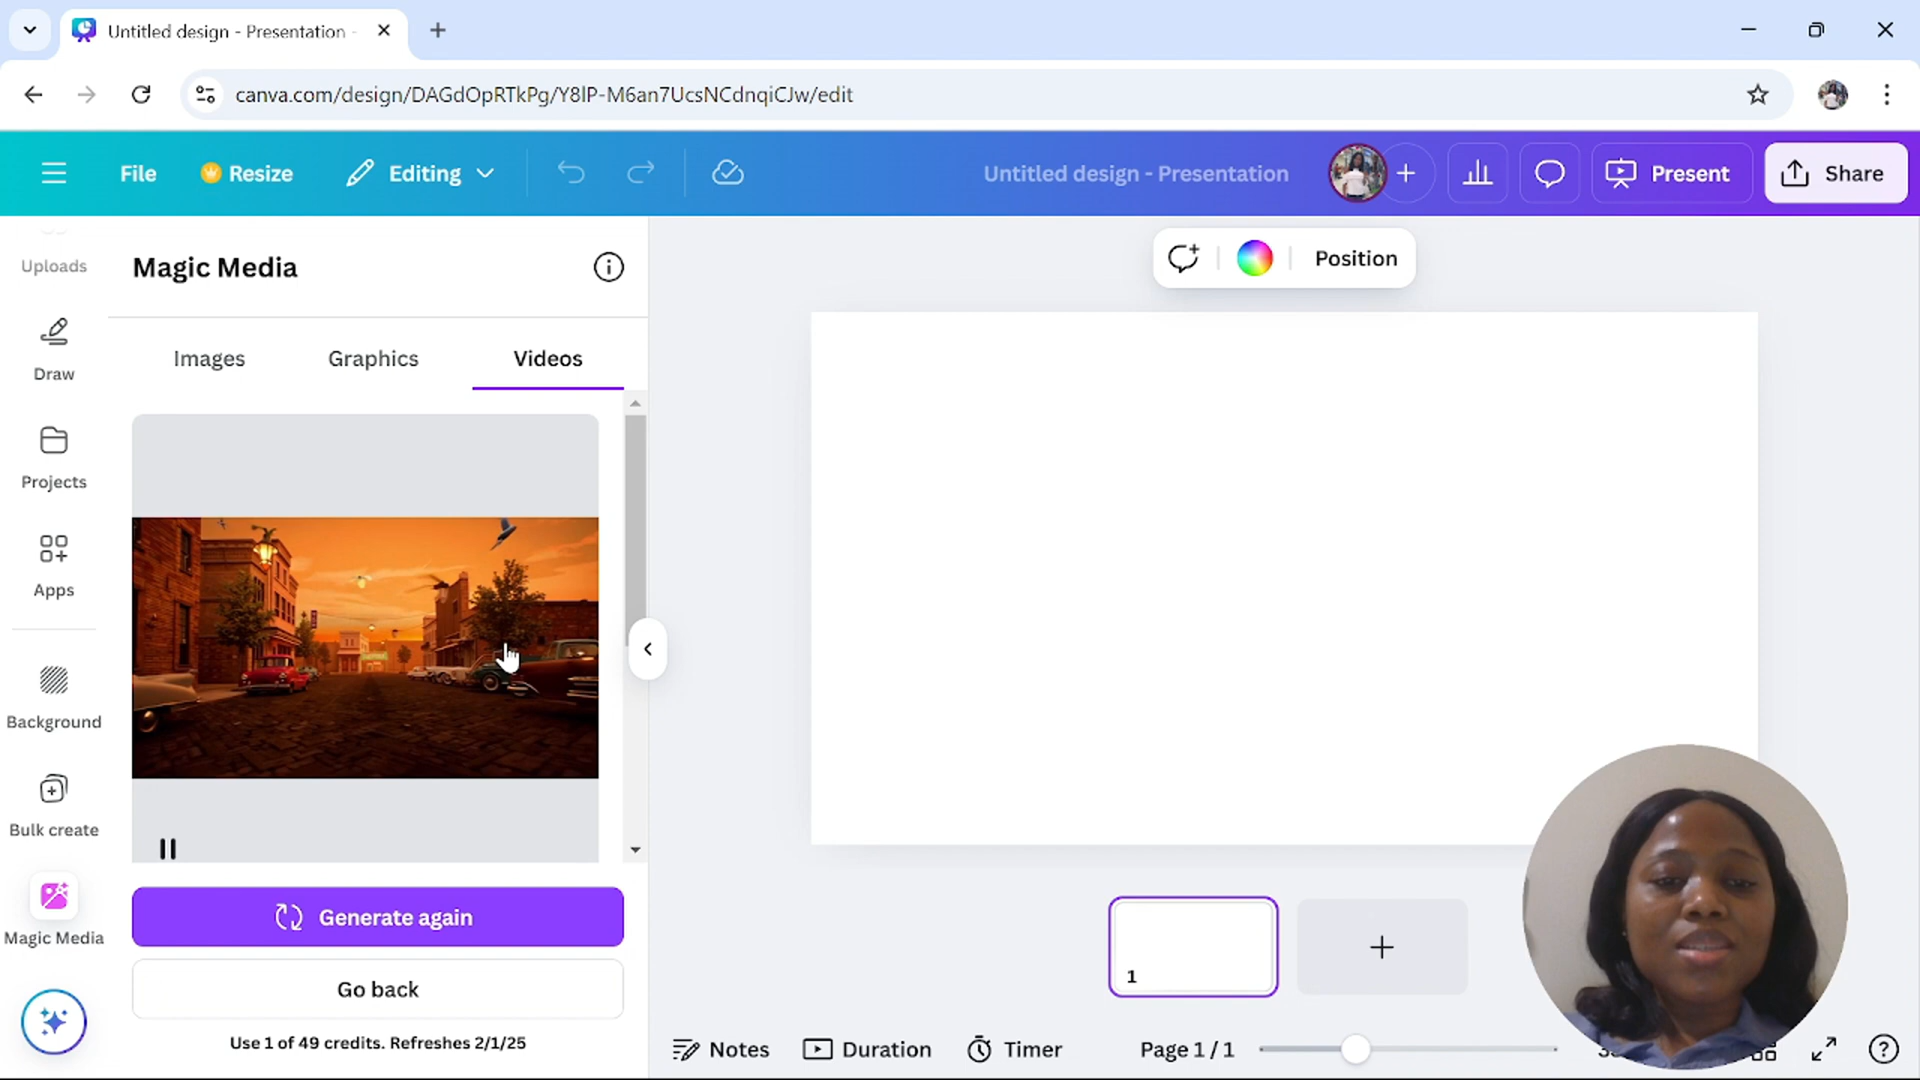 Untitled design - Presentation -
canva.com/design/DAGdOpRTkPg/Y8lP-M6an7UcsNCdnqiCJw/edit
File
Resize
Editing
Untitled design - Presentation
Present
Share
Uploads
Draw
Projects
Apps
Background
Bulk create
Magic Media
Magic Media
Images
Graphics
Videos
Generate again
Go back
Use 1 of 49 credits. Refreshes 2/1/25
Position
1
Notes
Duration
Timer
Page 1 / 1